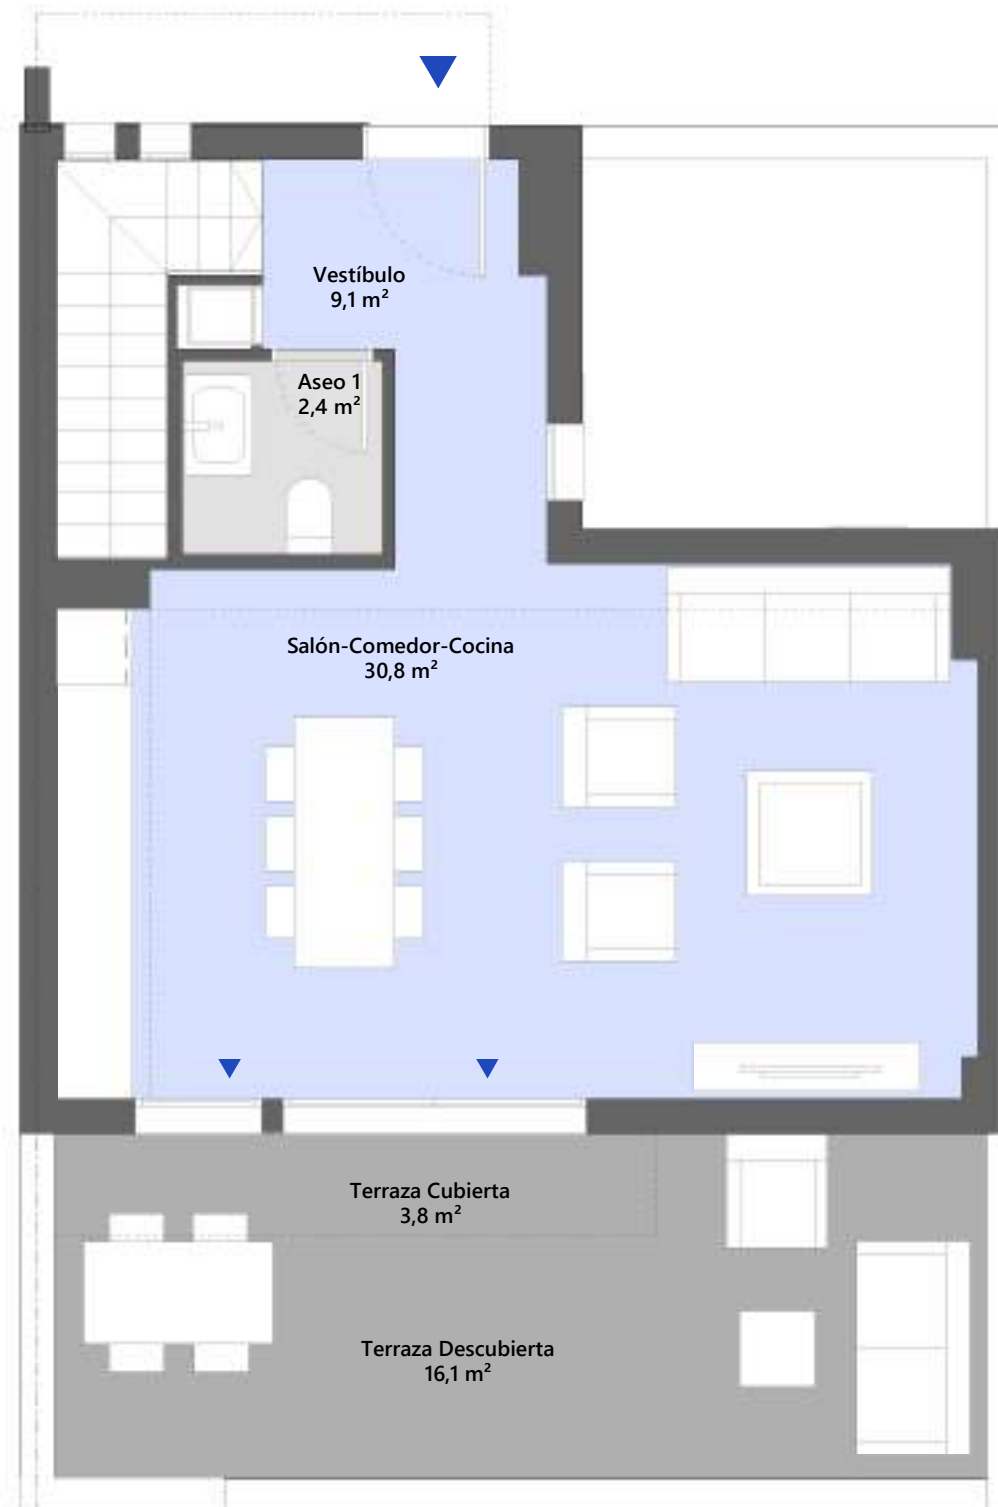 Vestíbulo
9,1 m²
Aseo 1
2,4 m²
Salón-Comedor-Cocina
30,8 m²
Terraza Cubierta
3,8 m²
Terraza Descubierta
16,1 m²